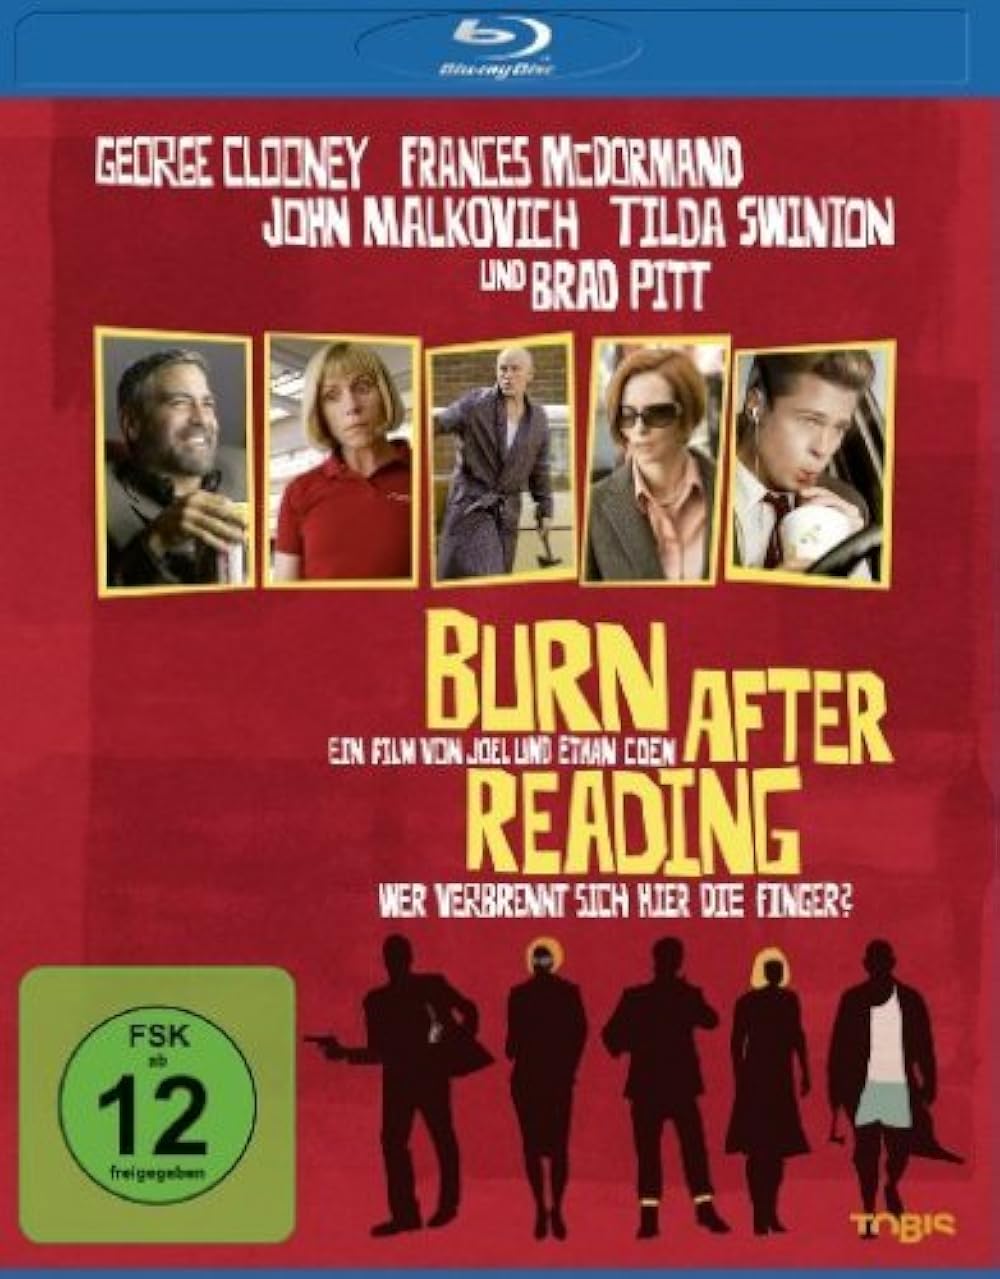 Blu-ray Disc
GEORGE CLOONEY FRANCES McDORMAND
JOHN MALKOVICH TILDA SWINTON
UND BRAD PITT
BURN
AFTER
EIN FILM VON JOEL UND ETHAN COEN
READING
WER VERBRENNT SICH HIER DIE FINGER?
FSK
ab
12
freigegeben
TOBIS